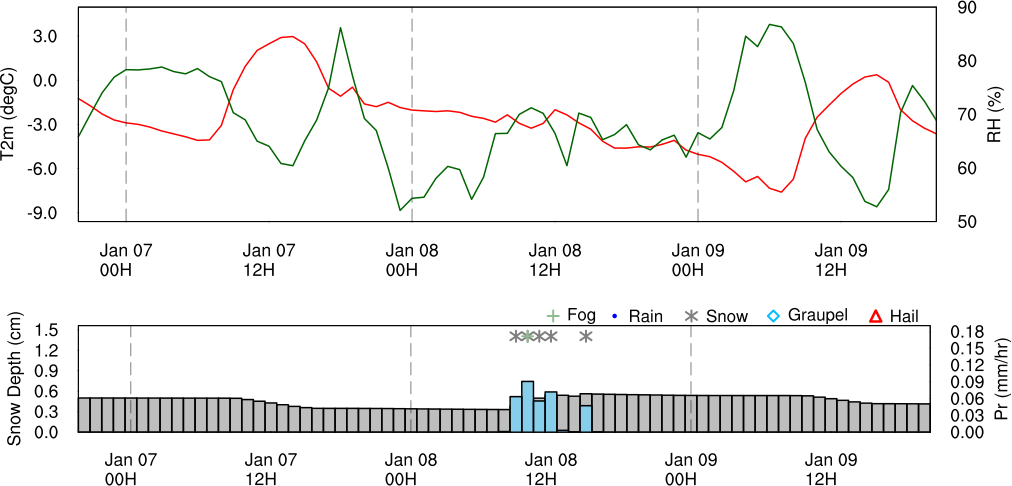 90
3.0
80
0.0
T2m (degC)
70
RH (%)
-3.0
60
-6.0
-9.0
50
Jan 07 Jan 07 Jan 08 Jan 08 Jan 09 Jan 09
00H 12H 00H 12H 00H 12H
Fog Rain Snow Graupel Hail
1.5 0.18
1.2 0.15
0.9 0.12
Snow Depth (cm)
0.6 0.09
Pr (mm/hr)
0.06
0.3 0.03
0.0 0.00
Jan 07 Jan 07 Jan 08 Jan 08 Jan 09 Jan 09
00H 12H 00H 12H 00H 12H